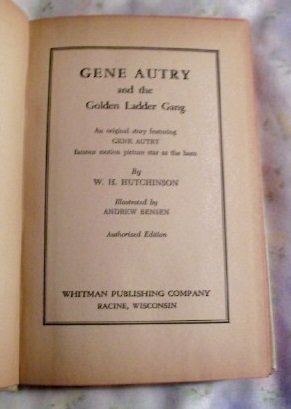 GENE AUTRY
and the
Golden Ladder Gang
An original story featuring
GENE AUTRY
famous motion picture star as the hero
By
W. H. HUTCHINSON
Illustrated by
ANDREW BENSEN
Authorized Edition
WHITMAN PUBLISHING COMPANY
RACINE, WISCONSIN